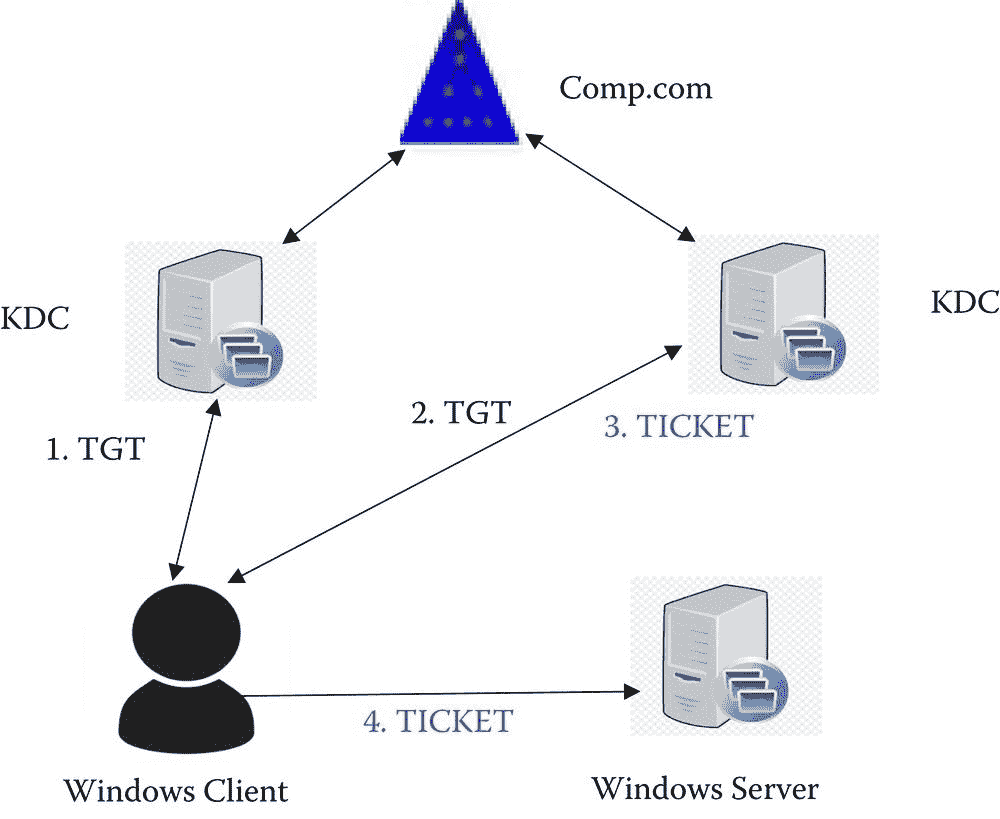 Comp.com
KDC
KDC
2. TGT
3. TICKET
1. TGT
4. TICKET
Windows Client
Windows Server